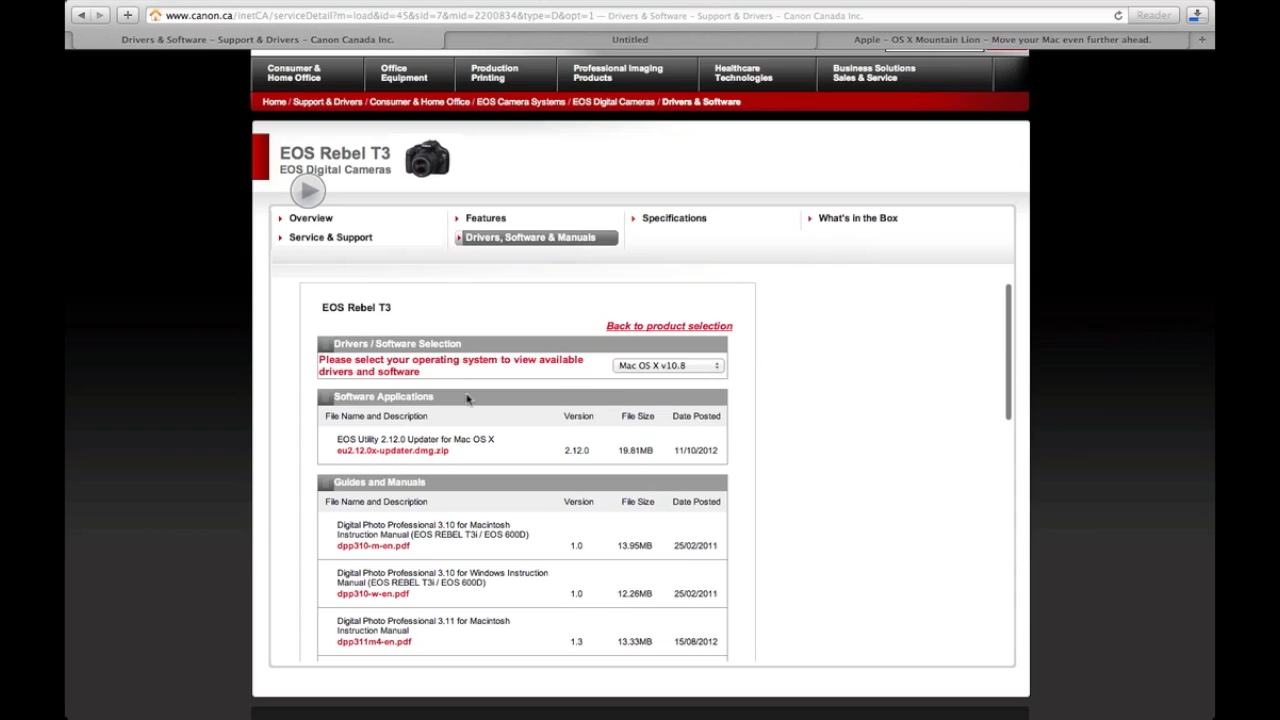 www.canon.ca/inetCA/serviceDetail?m=load&id=45&sid=7&mid=2200834&type=D&opt=1 — Drivers & Software – Support & Drivers – Canon Canada Inc.
Reader
Drivers & Software – Support & Drivers – Canon Canada Inc.
Untitled
Apple – OS X Mountain Lion – Move your Mac even further ahead.
Consumer &
Home Office
Office
Equipment
Production
Printing
Professional Imaging
Products
Healthcare
Technologies
Business Solutions
Sales & Service
Home / Support & Drivers / Consumer & Home Office / EOS Camera Systems / EOS Digital Cameras / Drivers & Software
EOS Rebel T3
EOS Digital Cameras
Overview
Features
Specifications
What's in the Box
Service & Support
Drivers, Software & Manuals
EOS Rebel T3
Back to product selection
Drivers / Software Selection
Please select your operating system to view available
drivers and software
Mac OS X v10.8
Software Applications
File Name and Description Version File Size Date Posted
EOS Utility 2.12.0 Updater for Mac OS X
eu2.12.0x-updater.dmg.zip 2.12.0 19.81MB 11/10/2012
Guides and Manuals
File Name and Description Version File Size Date Posted
Digital Photo Professional 3.10 for Macintosh
Instruction Manual (EOS REBEL T3i / EOS 600D)
dpp310-m-en.pdf 1.0 13.95MB 25/02/2011
Digital Photo Professional 3.10 for Windows Instruction
Manual (EOS REBEL T3i / EOS 600D)
dpp310-w-en.pdf 1.0 12.26MB 25/02/2011
Digital Photo Professional 3.11 for Macintosh
Instruction Manual
dpp311m4-en.pdf 1.3 13.33MB 15/08/2012